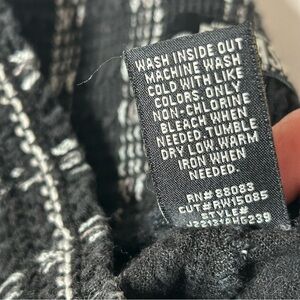 WASH INSIDE OUT
MACHINE WASH
COLD WITH LIKE
COLORS. ONLY
NON-CHLORINE
BLEACH WHEN
NEEDED. TUMBLE
DRY LOW. WARM
IRON WHEN
NEEDED.
RN# 88083
CUT# RW15085
STYLE#